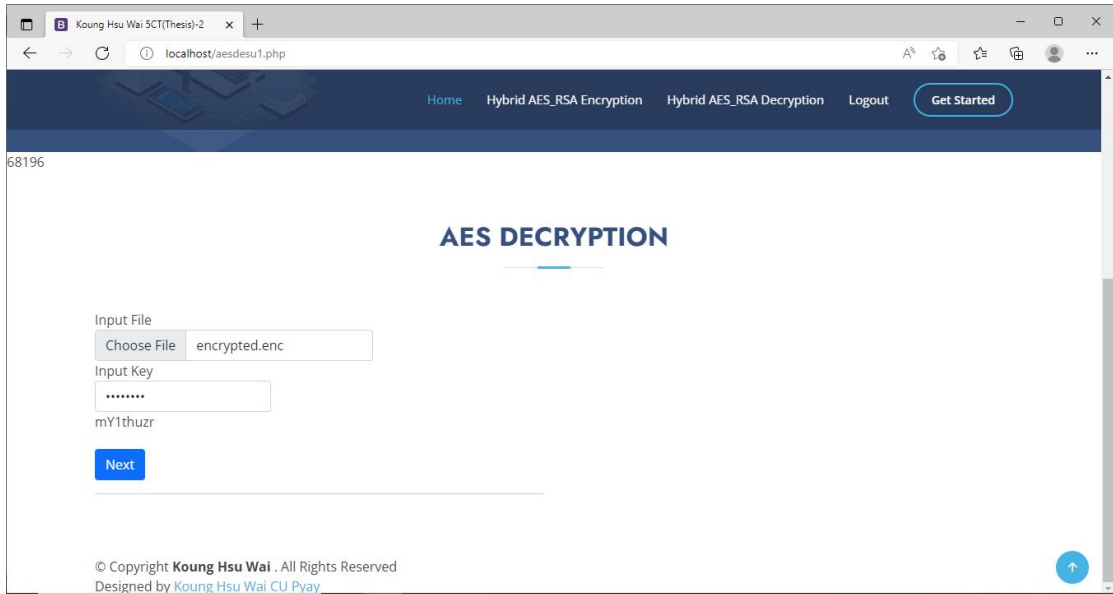 Koung Hsu Wai 5CT(Thesis)-2
localhost/aesdesu1.php
Home Hybrid AES_RSA Encryption Hybrid AES_RSA Decryption Logout Get Started
68196
AES DECRYPTION
Input File
Choose File encrypted.enc
Input Key
••••••••
mY1thuzr
Next
© Copyright Koung Hsu Wai . All Rights Reserved
Designed by Koung Hsu Wai CU Pyay